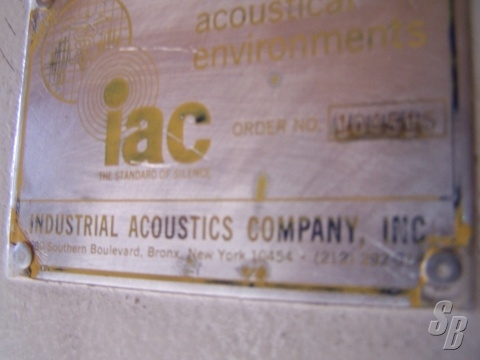 acoustical
environments
iac
ORDER NO:
THE STANDARD OF SILENCE
INDUSTRIAL ACOUSTICS COMPANY, INC
Southern Boulevard, Bronx, New York 10454 • (212)
SB